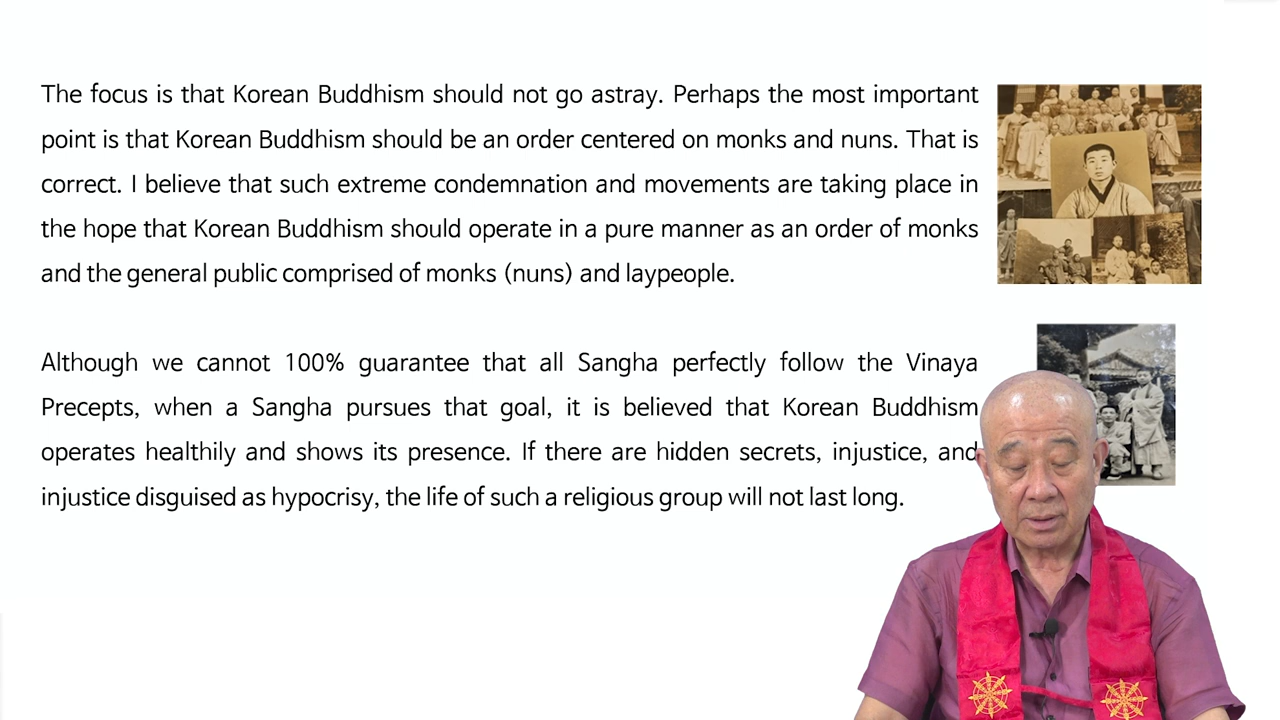 The focus is that Korean Buddhism should not go astray. Perhaps the most important
point is that Korean Buddhism should be an order centered on monks and nuns. That is
correct. I believe that such extreme condemnation and movements are taking place in
the hope that Korean Buddhism should operate in a pure manner as an order of monks
and the general public comprised of monks (nuns) and laypeople.
Although we cannot 100% guarantee that all Sangha perfectly follow the Vinaya
Precepts, when a Sangha pursues that goal, it is believed that Korean Buddhism
operates healthily and shows its presence. If there are hidden secrets, injustice, and
injustice disguised as hypocrisy, the life of such a religious group will not last long.